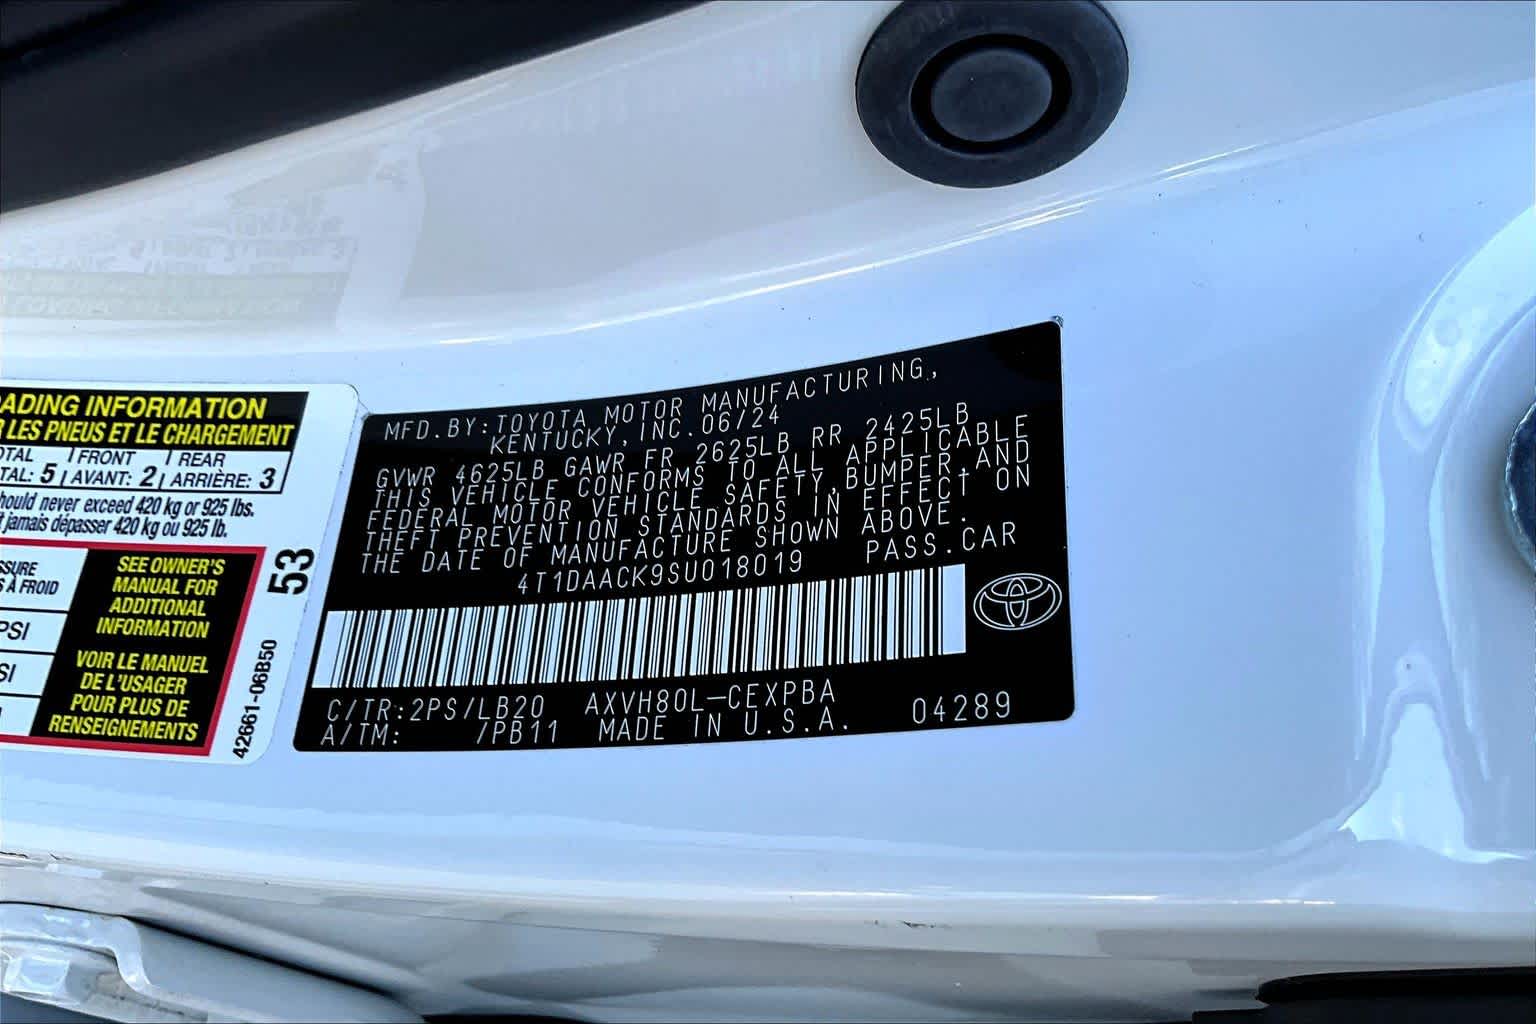 ADING INFORMATION
R LES PNEUS ET LE CHARGEMENT
OTAL | FRONT | REAR
TAL: 5 | AVANT: 2 | ARRIÈRE: 3
hould never exceed 420 kg or 925 lbs.
t jamais dépasser 420 kg ou 925 lb.
SSURE
S À FROID
PSI
SI
SEE OWNER'S
MANUAL FOR
ADDITIONAL
INFORMATION
VOIR LE MANUEL
DE L'USAGER
POUR PLUS DE
RENSEIGNEMENTS
53
42661-06B50
MFD.BY:TOYOTA MOTOR MANUFACTURING,
KENTUCKY,INC.06/24
GVWR 4625LB GAWR FR 2625LB RR 2425LB
THIS VEHICLE CONFORMS TO ALL APPLICABLE
FEDERAL MOTOR VEHICLE SAFETY,BUMPER,AND
THEFT PREVENTION STANDARDS IN EFFECT ON
THE DATE OF MANUFACTURE SHOWN ABOVE.
4T1DAACK9SU018019 PASS.CAR
C/TR:2PS/LB20 AXVH80L-CEXPBA
A/TM: /PB11 MADE IN U.S.A. 04289